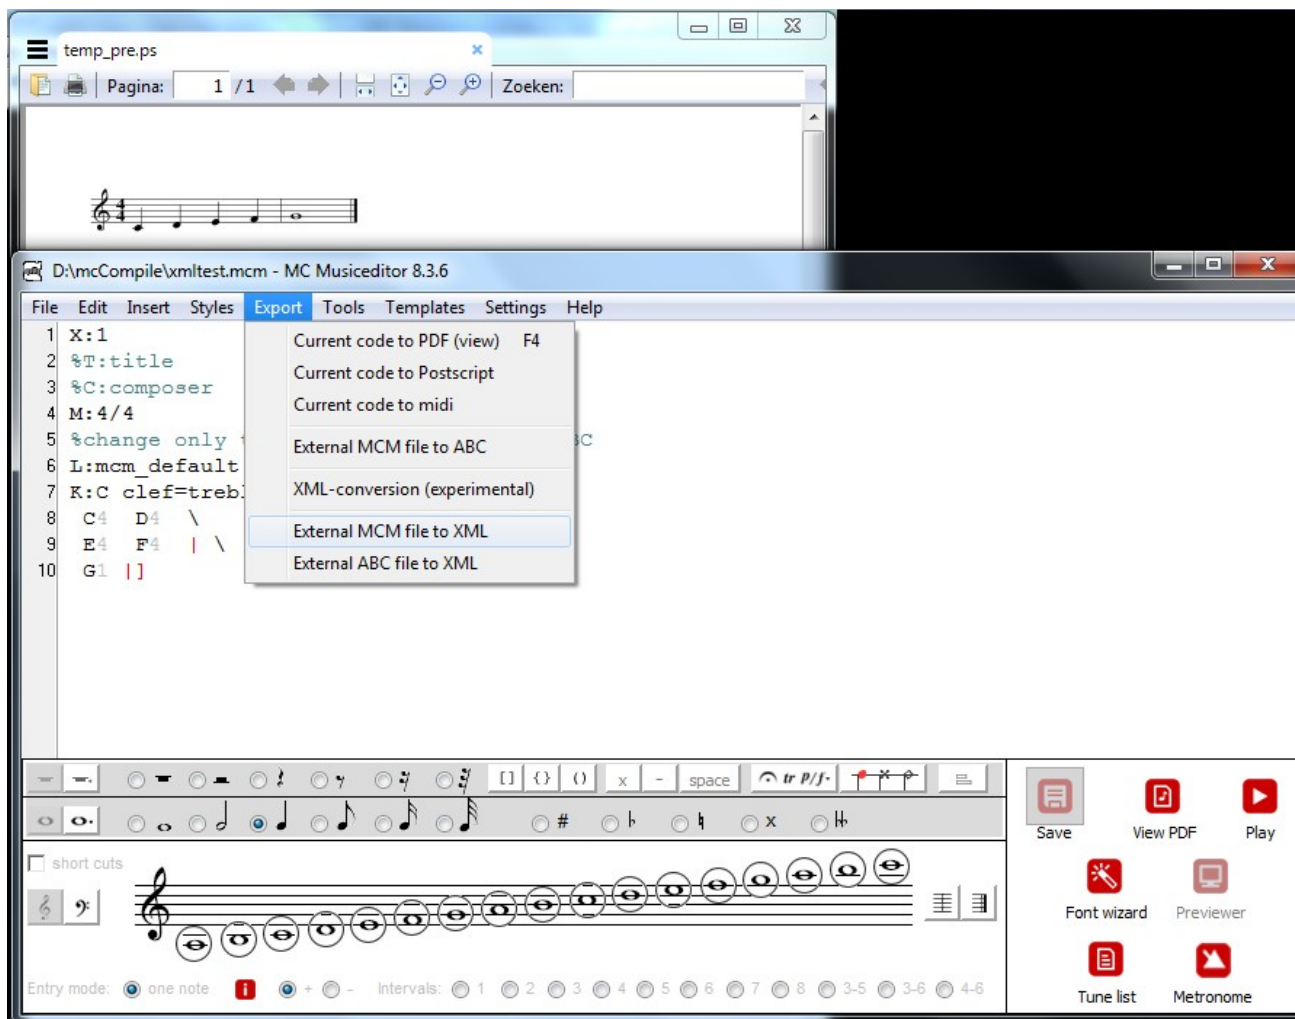 temp_pre.ps
Pagina: 1 /1 Zoeken:
D:\mcCompile\xmltest.mcm - MC Musiceditor 8.3.6
File Edit Insert Styles Export Tools Templates Settings Help
Current code to PDF (view) F4
Current code to Postscript
Current code to midi
External MCM file to ABC
XML-conversion (experimental)
External MCM file to XML
External ABC file to XML
1 X:1
2 %T:title
3 %C:composer
4 M:4/4
5 %change only
6 L:mcm_default
7 K:C clef=treb
8 C4 D4 \
9 E4 F4 | \
10 G1 |]
[] {} () x - space tr p/f
# x
short cuts
Entry mode: one note i + - Intervals: 1 2 3 4 5 6 7 8 3-5 3-6 4-6
Save View PDF Play
Font wizard Previewer
Tune list Metronome